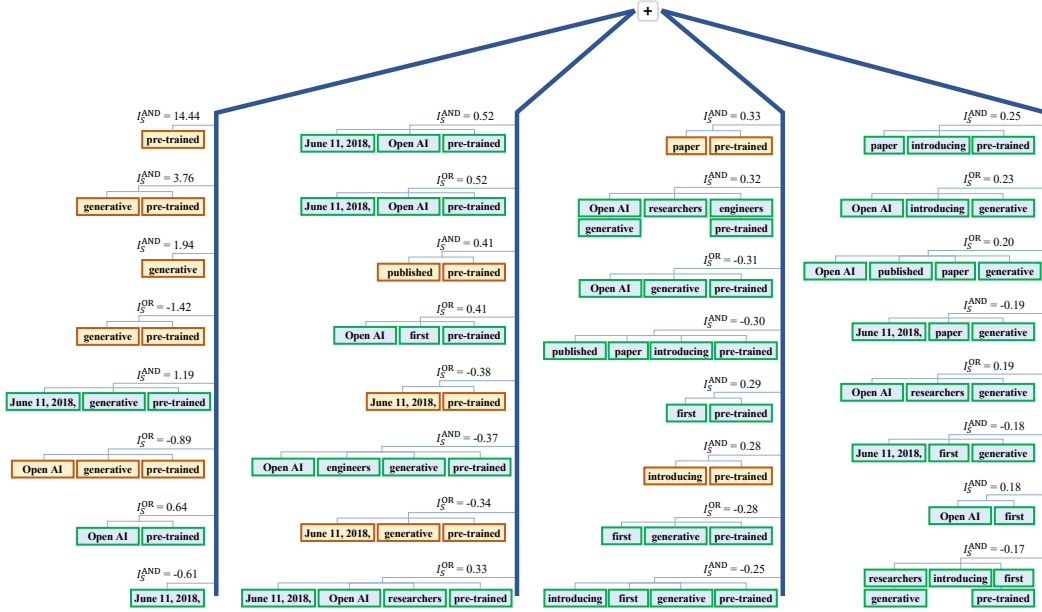 +
I_S^AND = 14.44
pre-trained
I_S^AND = 3.76
generative pre-trained
I_S^AND = 1.94
generative
I_S^OR = -1.42
generative pre-trained
I_S^AND = 1.19
June 11, 2018, generative pre-trained
I_S^OR = -0.89
Open AI generative pre-trained
I_S^OR = 0.64
Open AI pre-trained
I_S^AND = -0.61
June 11, 2018,
I_S^AND = 0.52
June 11, 2018, Open AI pre-trained
I_S^OR = 0.52
June 11, 2018, Open AI pre-trained
I_S^AND = 0.41
published pre-trained
I_S^OR = 0.41
Open AI first pre-trained
I_S^OR = -0.38
June 11, 2018, pre-trained
I_S^AND = -0.37
Open AI engineers generative pre-trained
I_S^OR = -0.34
June 11, 2018, generative pre-trained
I_S^OR = 0.33
June 11, 2018, Open AI researchers pre-trained
I_S^AND = 0.33
paper pre-trained
I_S^AND = 0.32
Open AI researchers engineers
generative pre-trained
I_S^OR = -0.31
Open AI generative pre-trained
I_S^AND = -0.30
published paper introducing pre-trained
I_S^AND = 0.29
first pre-trained
I_S^AND = 0.28
introducing pre-trained
I_S^OR = -0.28
first generative pre-trained
I_S^AND = -0.25
introducing first pre-trained
generative
I_S^AND = 0.25
paper introducing pre-trained
I_S^OR = 0.23
Open AI introducing generative
I_S^OR = 0.20
Open AI published paper generative
I_S^AND = -0.19
June 11, 2018, paper generative
I_S^OR = 0.19
Open AI researchers generative
I_S^AND = -0.18
June 11, 2018, first generative
I_S^AND = 0.18
Open AI first
I_S^AND = -0.17
researchers introducing first
generative pre-trained